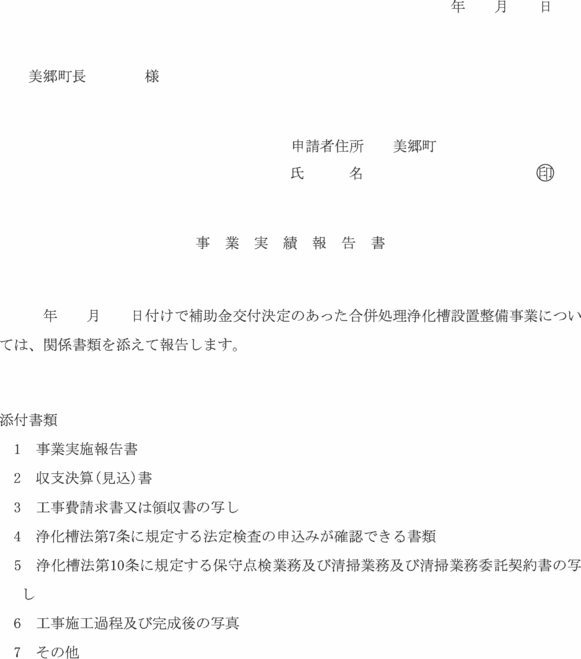 年　　月　　日
美郷町長　　　　様
申請者住所　　美郷町
氏　　　名　　　　　　　　　　　　㊞
事　業　実　績　報　告　書
年　　月　　日付けで補助金交付決定のあった合併処理浄化槽設置整備事業につい
ては、関係書類を添えて報告します。
添付書類
1　事業実施報告書
2　収支決算(見込)書
3　工事費請求書又は領収書の写し
4　浄化槽法第7条に規定する法定検査の申込みが確認できる書類
5　浄化槽法第10条に規定する保守点検業務及び清掃業務及び清掃業務委託契約書の写
し
6　工事施工過程及び完成後の写真
7　その他